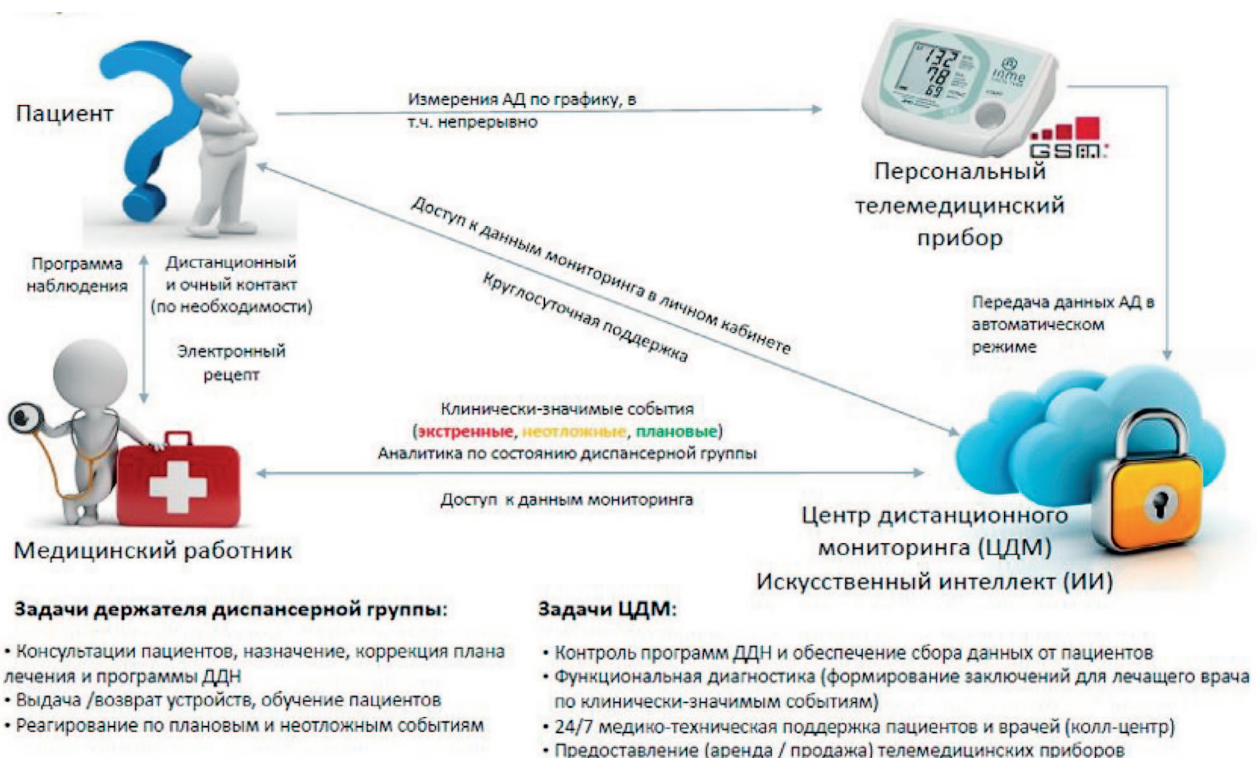 Пациент
Измерения АД по графику, в
т.ч. непрерывно
132
78
69
inme
GSM
Персональный
телемедицинский
прибор
Доступ к данным мониторинга в личном кабинете
Круглосуточная поддержка
Программа
наблюдения
Дистанционный
и очный контакт
(по необходимости)
Электронный
рецепт
Передача данных АД в
автоматическом
режиме
Клинически-значимые события
(экстренные, неотложные, плановые)
Аналитика по состоянию диспансерной группы
Доступ к данным мониторинга
Медицинский работник
Центр дистанционного
мониторинга (ЦДМ)
Искусственный интеллект (ИИ)
Задачи держателя диспансерной группы:
• Консультации пациентов, назначение, коррекция плана
лечения и программы ДДН
• Выдача /возврат устройств, обучение пациентов
• Реагирование по плановым и неотложным событиям
Задачи ЦДМ:
• Контроль программ ДДН и обеспечение сбора данных от пациентов
• Функциональная диагностика (формирование заключений для лечащего врача
по клинически-значимым событиям)
• 24/7 медико-техническая поддержка пациентов и врачей (колл-центр)
• Предоставление (аренда / продажа) телемедицинских приборов